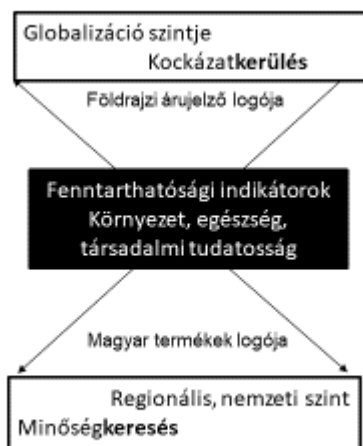 Globalizáció szintje
Kockázatkerülés
Földrajzi árujelző logója
Fenntarthatósági indikátorok
Környezet, egészség,
társadalmi tudatosság
Magyar termékek logója
Regionális, nemzeti szint
Minőségkeresés